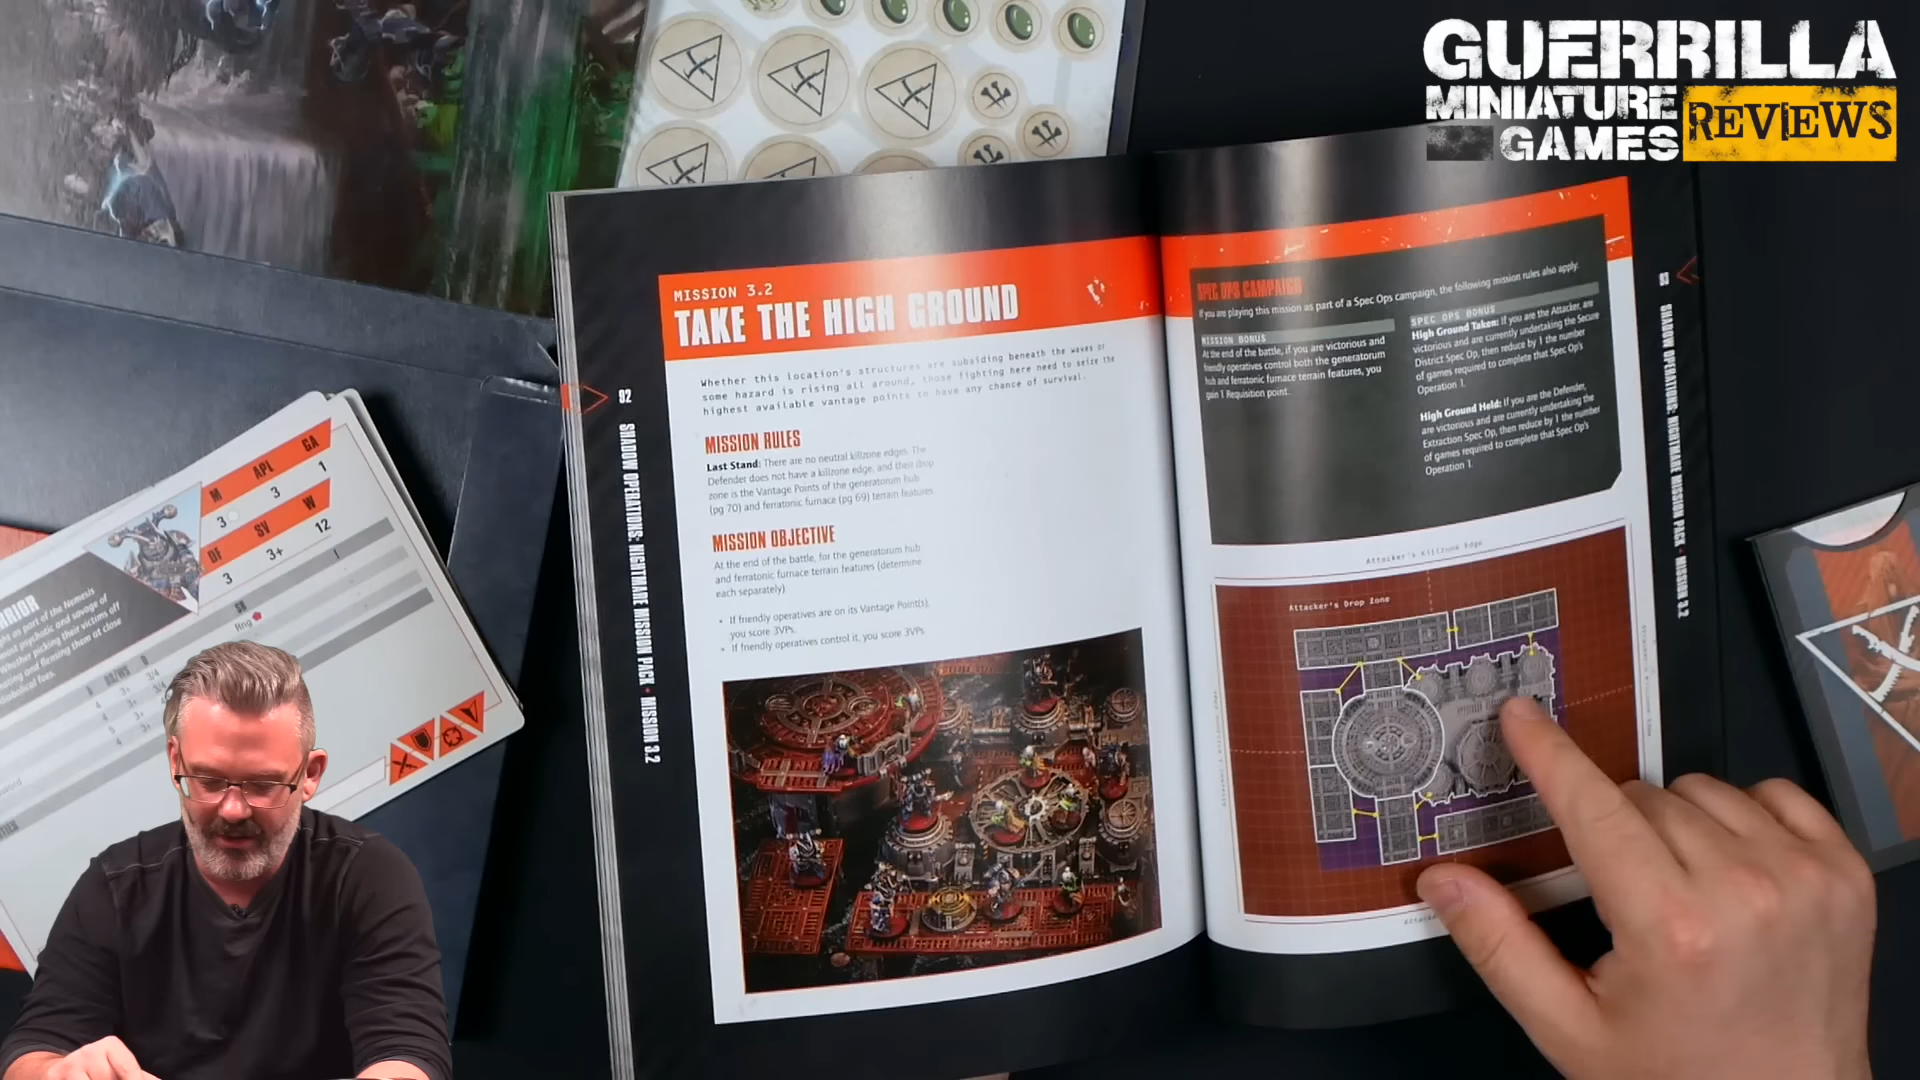 GUERRILLA
MINIATURE
GAMES
REVIEWS
MISSION 3.2
TAKE THE HIGH GROUND
Whether this location's structures are subsiding beneath the waves or
some hazard is rising all around, those fighting here need to seize the
highest available vantage points to have any chance of survival.
MISSION RULES
Last Stand: There are no neutral killzone edges. The
Defender does not have a killzone edge, and their drop
zone is the Vantage Points of the generatorum hub
(pg 70) and ferratonic furnace (pg 69) terrain features
MISSION OBJECTIVE
At the end of the battle, for the generatorum hub
and ferratonic furnace terrain features (determine
each separately)
• If friendly operatives are on its Vantage Point(s),
you score 3VPs.
• If friendly operatives control it, you score 3VPs
92
SHADOW OPERATIONS: NIGHTMARE MISSION PACK • MISSION 3.2
SPEC OPS CAMPAIGN
If you are playing this mission as part of a Spec Ops campaign, the following mission rules also apply.
MISSION BONUS
At the end of the battle, if you are victorious and
friendly operatives control both the generatorum
hub and ferratonic furnace terrain features, you
gain 1 Requisition point.
SPEC OPS BONUS
High Ground Taken: If you are the Attacker, are
victorious and are currently undertaking the Secure
District Spec Op, then reduce by 1 the number
of games required to complete that Spec Op's
Operation 1.
High Ground Held: If you are the Defender,
are victorious and are currently undertaking the
Extraction Spec Op, then reduce by 1 the number
of games required to complete that Spec Op's
Operation 1.
Attacker's Killzone Edge
Attacker's Drop Zone
93
SHADOW OPERATIONS: NIGHTMARE MISSION PACK • MISSION 3.2
M APL GA
3 3 1
DF SV W
3 3+ 12